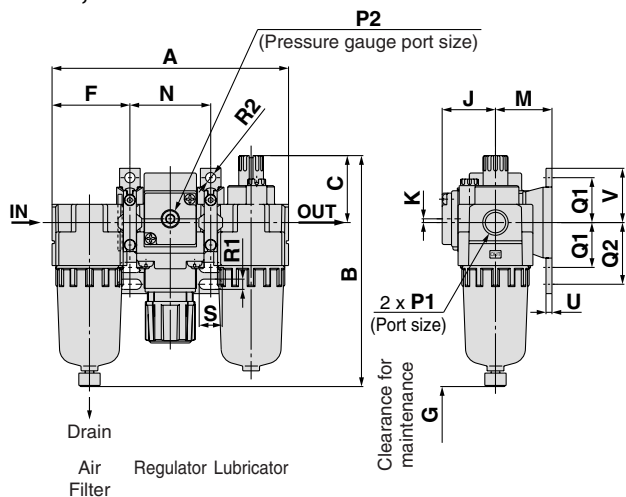 P2
(Pressure gauge port size)
A
F
N
R2
J
M
C
K
Q1
V
IN
OUT
B
R1
Q1
Q2
S
2 x P1
(Port size)
U
Clearance for
maintenance
G
Drain
Air
Filter
Regulator
Lubricator